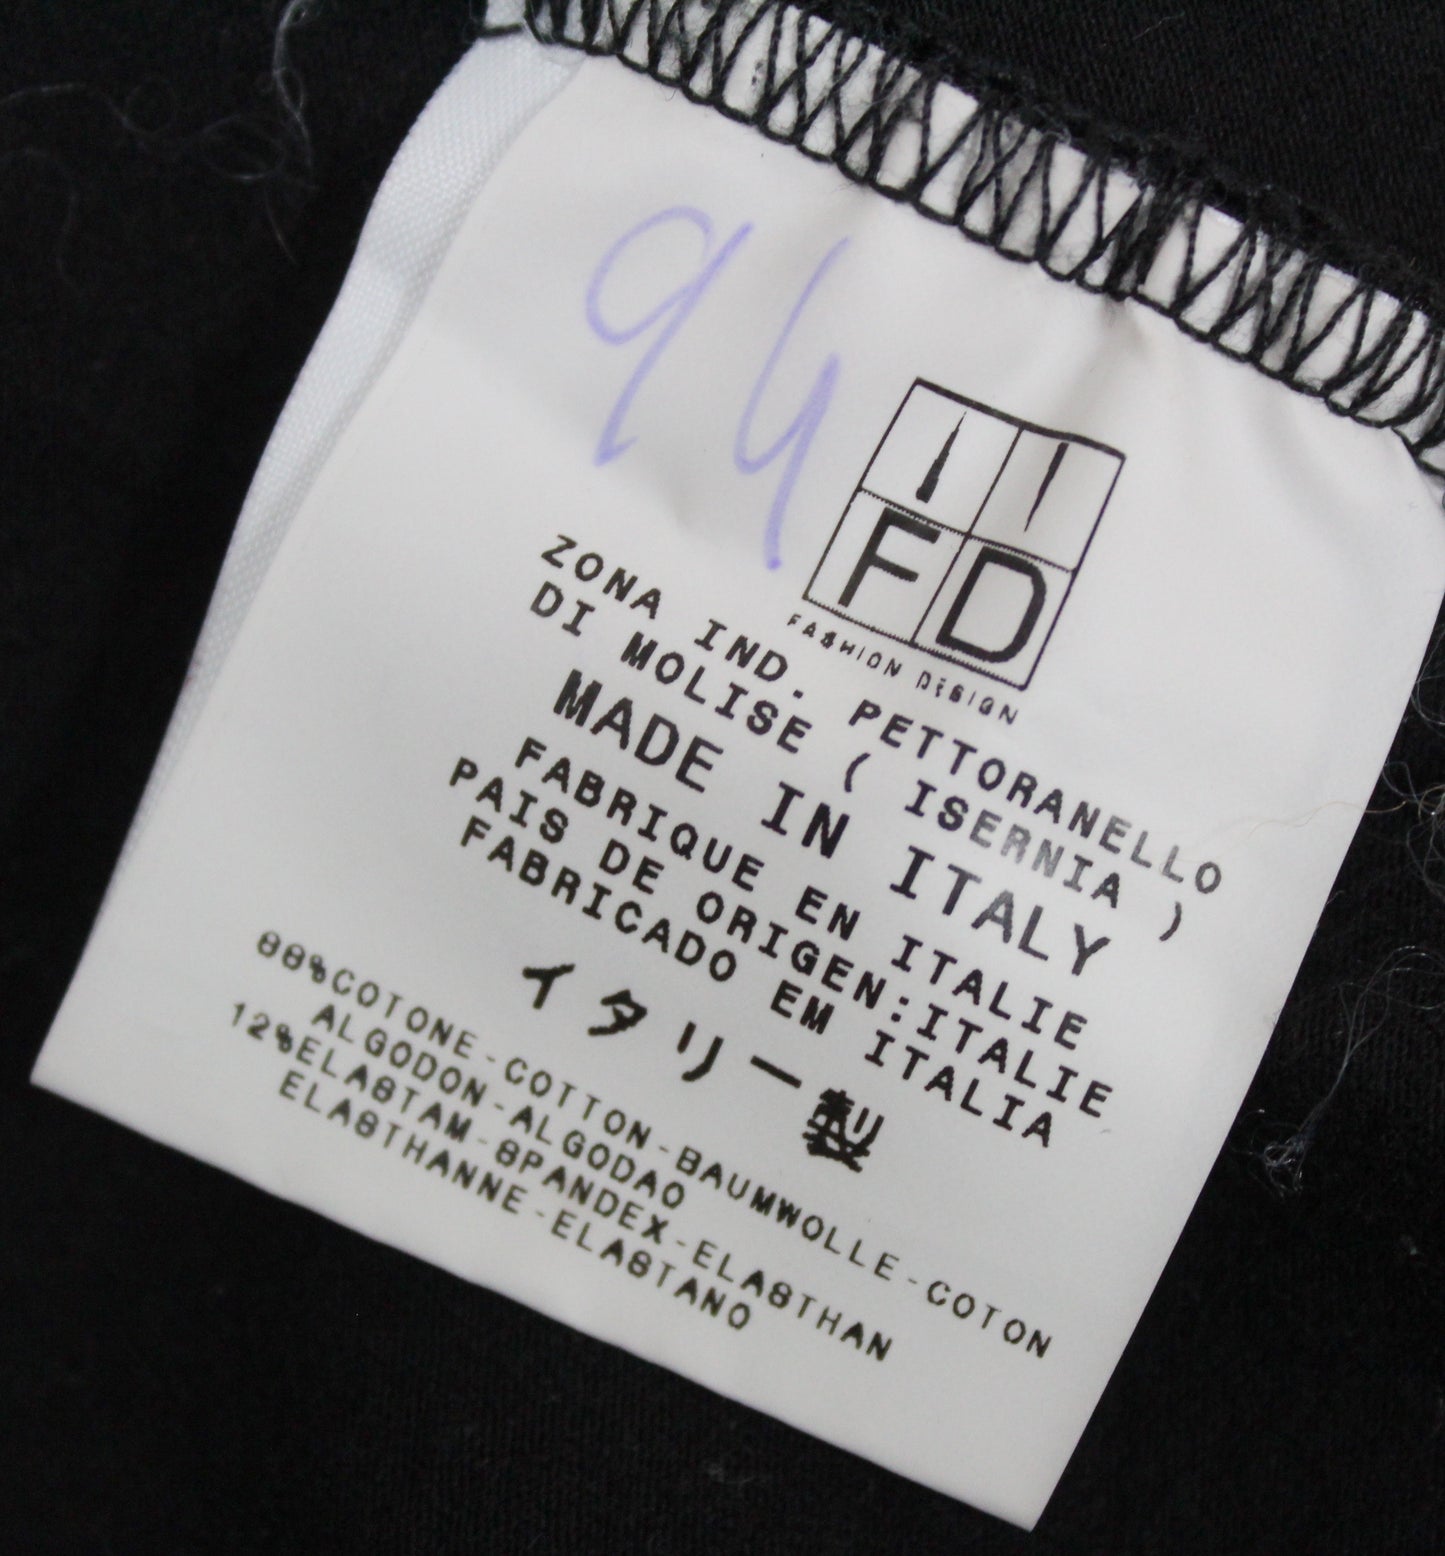 94
I I
F D
FASHION DESIGN
ZONA IND. PETTORANELLO
DI MOLISE ( ISERNIA )
MADE IN ITALY
FABRIQUE EN ITALIE
PAIS DE ORIGEN:ITALIE
FABRICADO EM ITALIA
イタリー製
88%COTONE-COTTON-BAUMWOLLE-COTON
ALGODON-ALGODAO
12%ELASTAM-SPANDEX-ELASTHAN
ELASTHANNE-ELASTANO